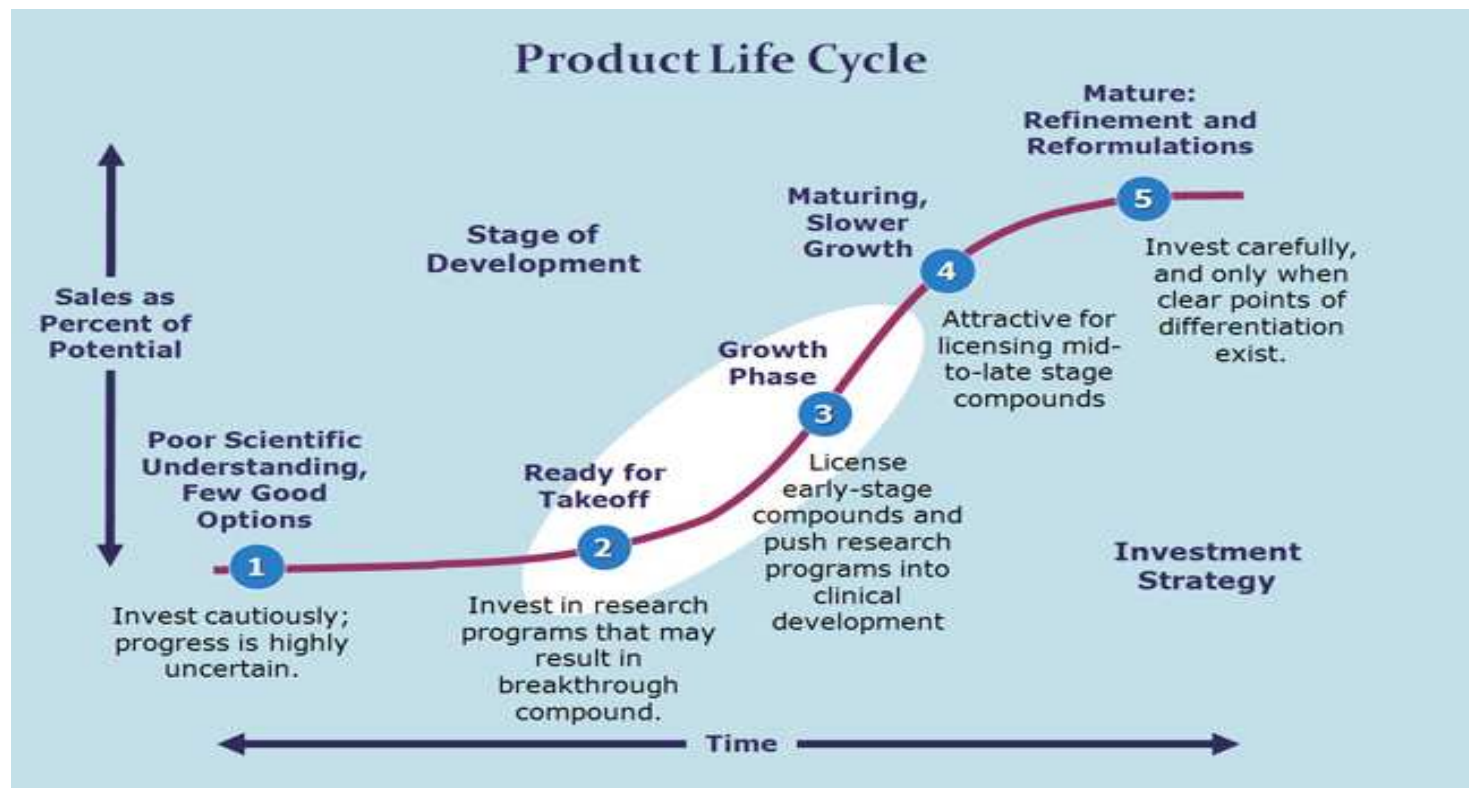 Product Life Cycle
Mature:
Refinement and
Reformulations
Maturing,
Slower
Growth
5
Stage of
Development
4
Invest carefully,
and only when
clear points of
differentiation
exist.
Sales as
Percent of
Potential
Attractive for
licensing mid-
to-late stage
compounds
Growth
Phase
3
Poor Scientific
Understanding,
Few Good
Options
Ready for
Takeoff
License
early-stage
compounds and
push research
programs into
clinical
development
2
1
Investment
Strategy
Invest cautiously;
progress is highly
uncertain.
Invest in research
programs that may
result in
breakthrough
compound.
Time